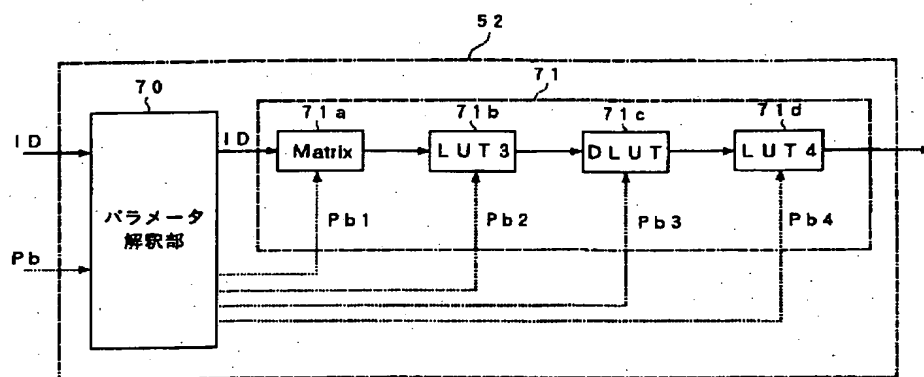 52
70
71
71a
71b
71c
71d
ID
ID
Matrix
LUT3
DLUT
LUT4
パラメータ
解釈部
Pb
Pb1
Pb2
Pb3
Pb4